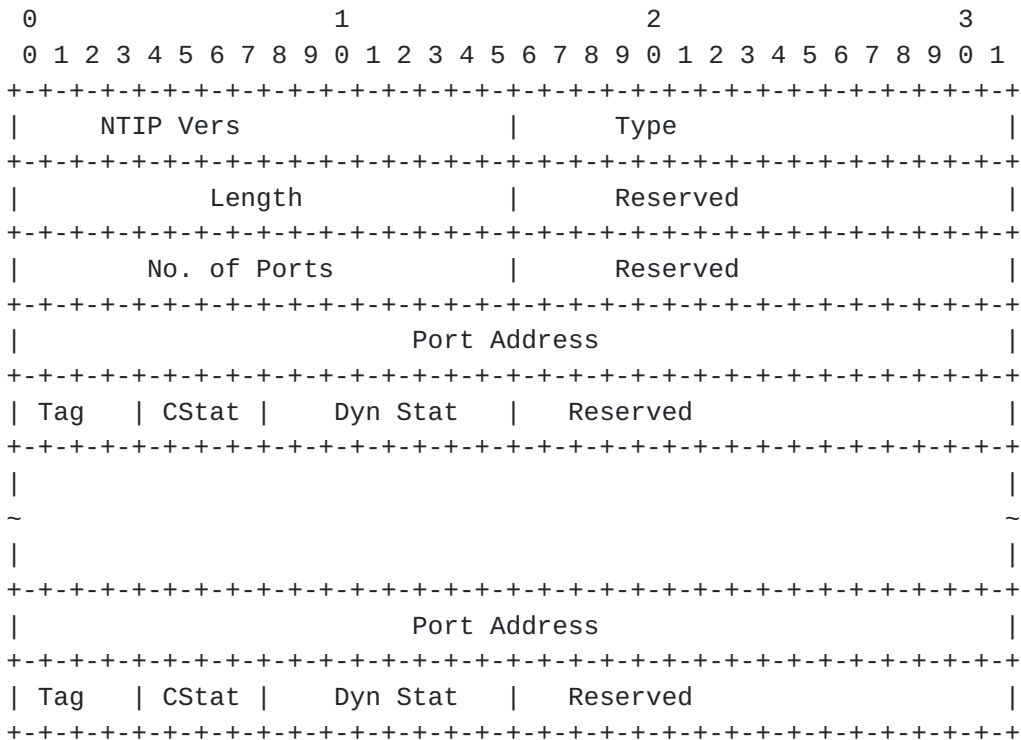 0                   1                   2                   3
 0 1 2 3 4 5 6 7 8 9 0 1 2 3 4 5 6 7 8 9 0 1 2 3 4 5 6 7 8 9 0 1
+-+-+-+-+-+-+-+-+-+-+-+-+-+-+-+-+-+-+-+-+-+-+-+-+-+-+-+-+-+-+-+-+
|     NTIP Vers                 |      Type                     |
+-+-+-+-+-+-+-+-+-+-+-+-+-+-+-+-+-+-+-+-+-+-+-+-+-+-+-+-+-+-+-+-+
|            Length             |      Reserved                 |
+-+-+-+-+-+-+-+-+-+-+-+-+-+-+-+-+-+-+-+-+-+-+-+-+-+-+-+-+-+-+-+-+
|        No. of Ports           |      Reserved                 |
+-+-+-+-+-+-+-+-+-+-+-+-+-+-+-+-+-+-+-+-+-+-+-+-+-+-+-+-+-+-+-+-+
|                         Port Address                          |
+-+-+-+-+-+-+-+-+-+-+-+-+-+-+-+-+-+-+-+-+-+-+-+-+-+-+-+-+-+-+-+-+
| Tag   | CStat |    Dyn Stat   |   Reserved                    |
+-+-+-+-+-+-+-+-+-+-+-+-+-+-+-+-+-+-+-+-+-+-+-+-+-+-+-+-+-+-+-+-+
|                                                               |
~                                                               ~
|                                                               |
+-+-+-+-+-+-+-+-+-+-+-+-+-+-+-+-+-+-+-+-+-+-+-+-+-+-+-+-+-+-+-+-+
|                         Port Address                          |
+-+-+-+-+-+-+-+-+-+-+-+-+-+-+-+-+-+-+-+-+-+-+-+-+-+-+-+-+-+-+-+-+
| Tag   | CStat |    Dyn Stat   |   Reserved                    |
+-+-+-+-+-+-+-+-+-+-+-+-+-+-+-+-+-+-+-+-+-+-+-+-+-+-+-+-+-+-+-+-+